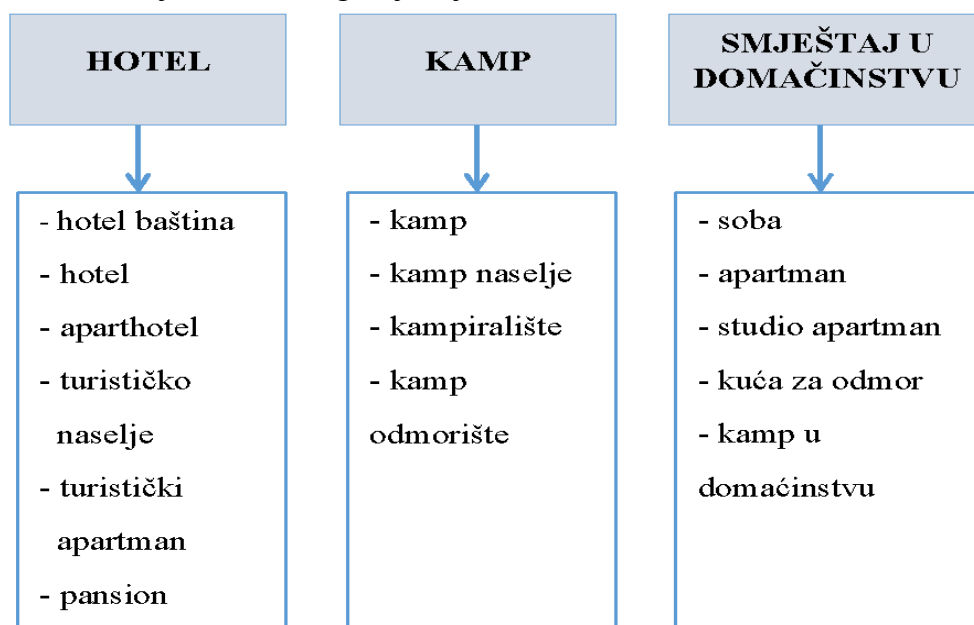 HOTEL
- hotel baština
- hotel
- aparthotel
- turističko
naselje
- turistički
apartman
- pansion
KAMP
- kamp
- kamp naselje
- kampiralište
- kamp
odmorište
SMJEŠTAJ U
DOMAČINSTVU
- soba
- apartman
- studio apartman
- kuća za odmor
- kamp u
domaćinstvu